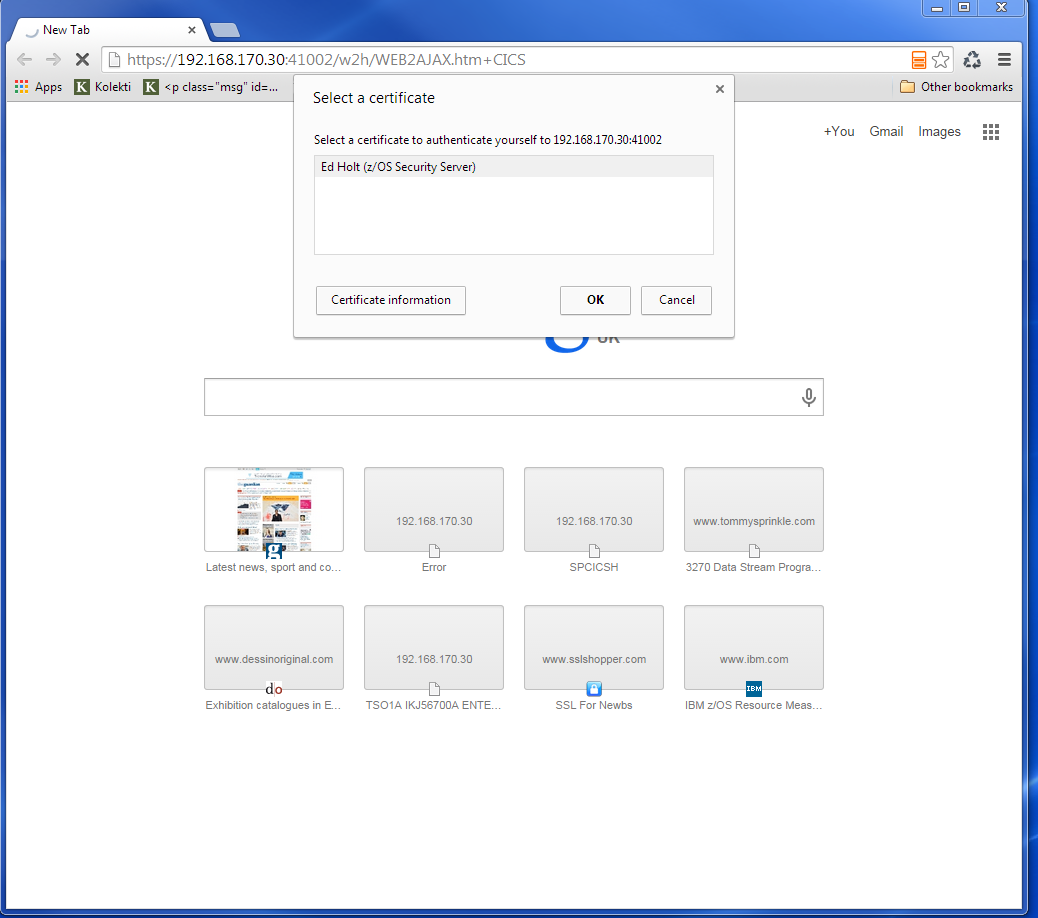 New Tab
https://192.168.170.30:41002/w2h/WEB2AJAX.htm+CICS
Apps K Kolekti K <p class="msg" id=... Other bookmarks
Select a certificate
Select a certificate to authenticate yourself to 192.168.170.30:41002
Ed Holt (z/OS Security Server)
Certificate information OK Cancel
+You Gmail Images
UK
192.168.170.30 192.168.170.30 www.tommysprinkle.com
g
Latest news, sport and co... Error SPCICSH 3270 Data Stream Progra...
www.dessinoriginal.com 192.168.170.30 www.sslshopper.com www.ibm.com
do IBM
Exhibition catalogues in E... TSO1A IKJ56700A ENTE... SSL For Newbs IBM z/OS Resource Meas...